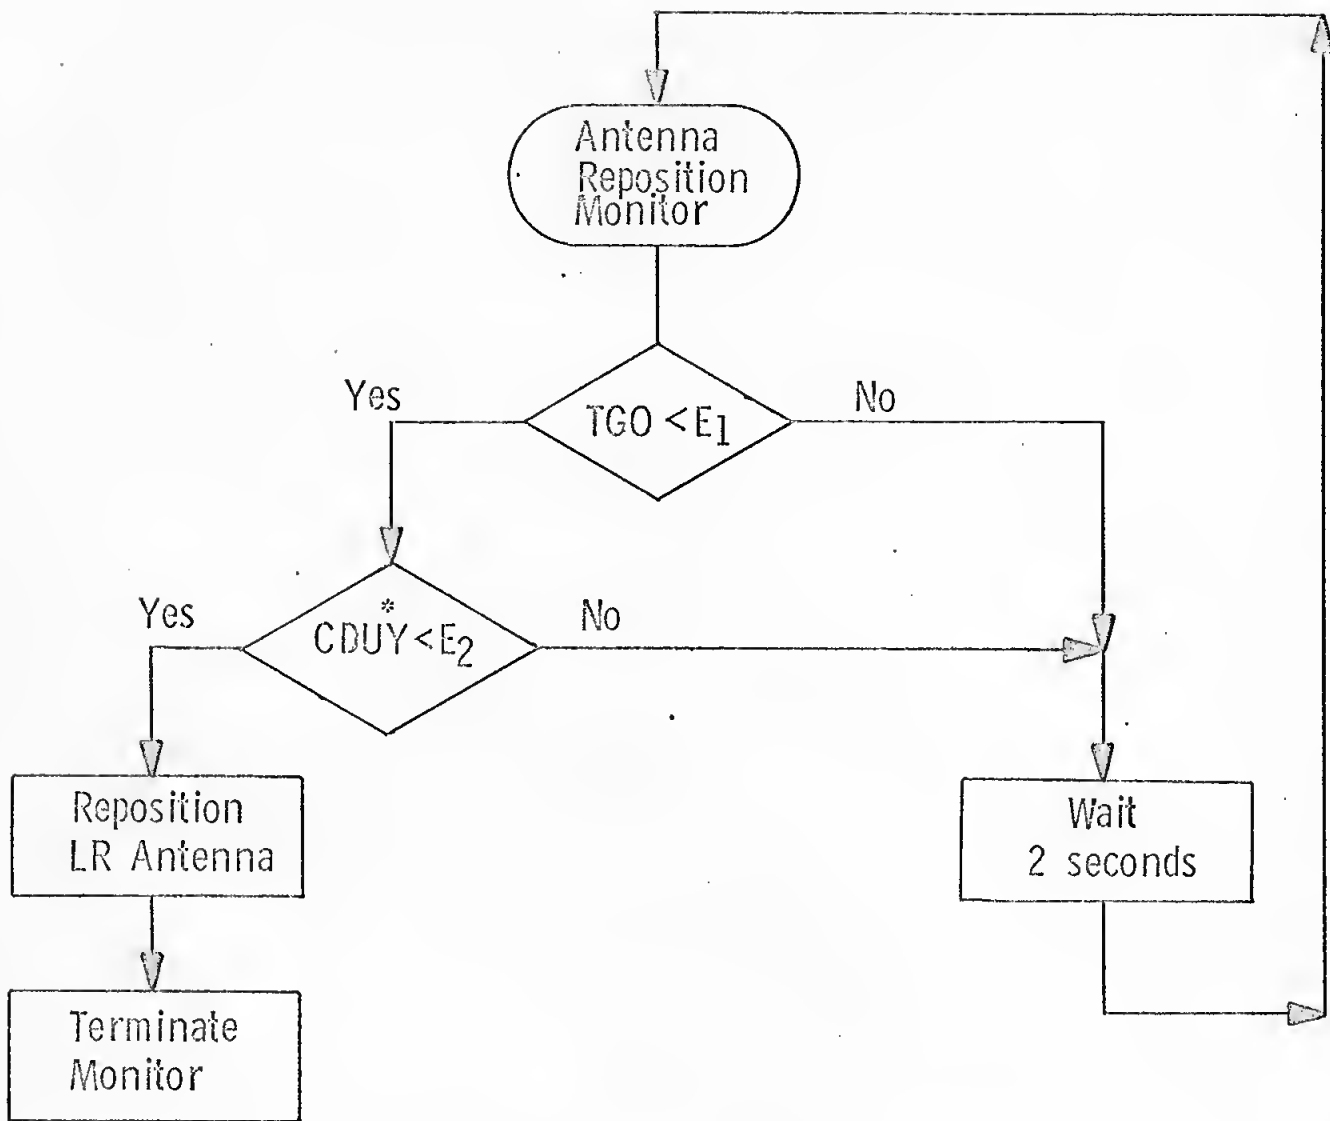 Antenna
Reposition
Monitor
Yes
TGO < E1
No
Yes
*
CDUY < E2
No
Reposition
LR Antenna
Wait
2 seconds
Terminate
Monitor